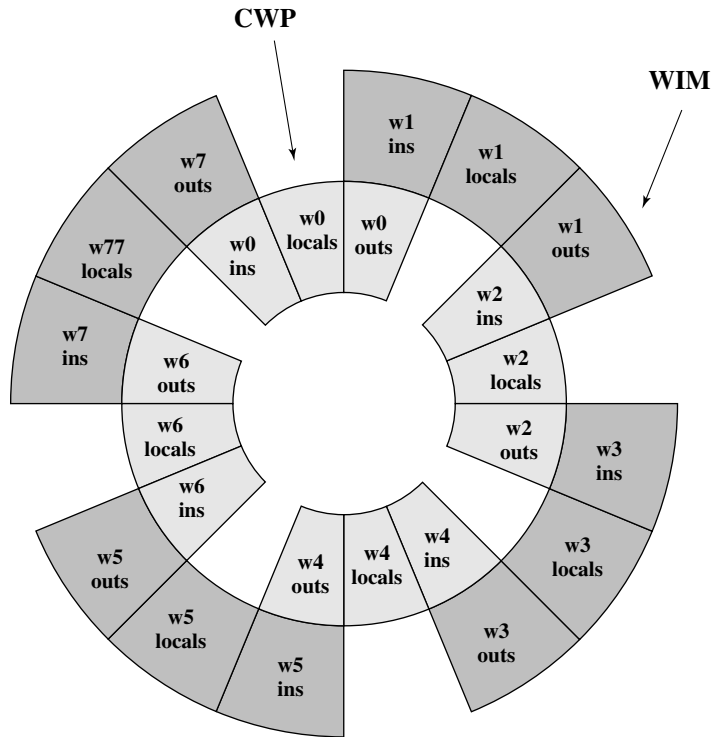 CWP
WIM
w1
ins
w1
locals
w1
outs
w7
outs
w0
ins
w0
locals
w0
outs
w77
locals
w7
ins
w2
ins
w2
locals
w2
outs
w6
outs
w6
locals
w6
ins
w3
ins
w3
locals
w3
outs
w5
outs
w5
locals
w5
ins
w4
outs
w4
locals
w4
ins